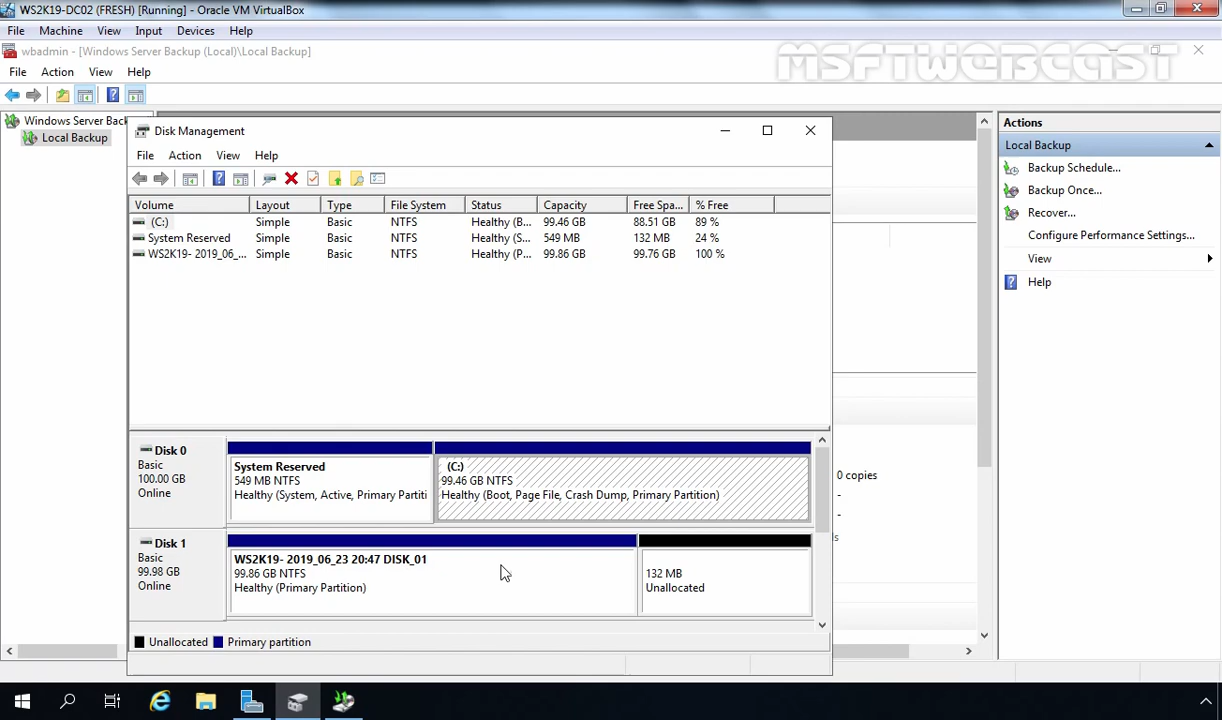 WS2K19-DC02 (FRESH) [Running] - Oracle VM VirtualBox
File Machine View Input Devices Help
wbadmin - [Windows Server Backup (Local)\Local Backup]
MSFTWEBCAST
File Action View Help
Windows Server Back
Local Backup
Disk Management
File Action View Help
Volume Layout Type File System Status Capacity Free Spa... % Free
(C:) Simple Basic NTFS Healthy (B... 99.46 GB 88.51 GB 89 %
System Reserved Simple Basic NTFS Healthy (S... 549 MB 132 MB 24 %
WS2K19- 2019_06_... Simple Basic NTFS Healthy (P... 99.86 GB 99.76 GB 100 %
Disk 0
Basic
100.00 GB
Online
System Reserved
549 MB NTFS
Healthy (System, Active, Primary Partiti
(C:)
99.46 GB NTFS
Healthy (Boot, Page File, Crash Dump, Primary Partition)
Disk 1
Basic
99.98 GB
Online
WS2K19- 2019_06_23 20:47 DISK_01
99.86 GB NTFS
Healthy (Primary Partition)
132 MB
Unallocated
Unallocated Primary partition
0 copies
-
-
Actions
Local Backup
Backup Schedule...
Backup Once...
Recover...
Configure Performance Settings...
View
Help